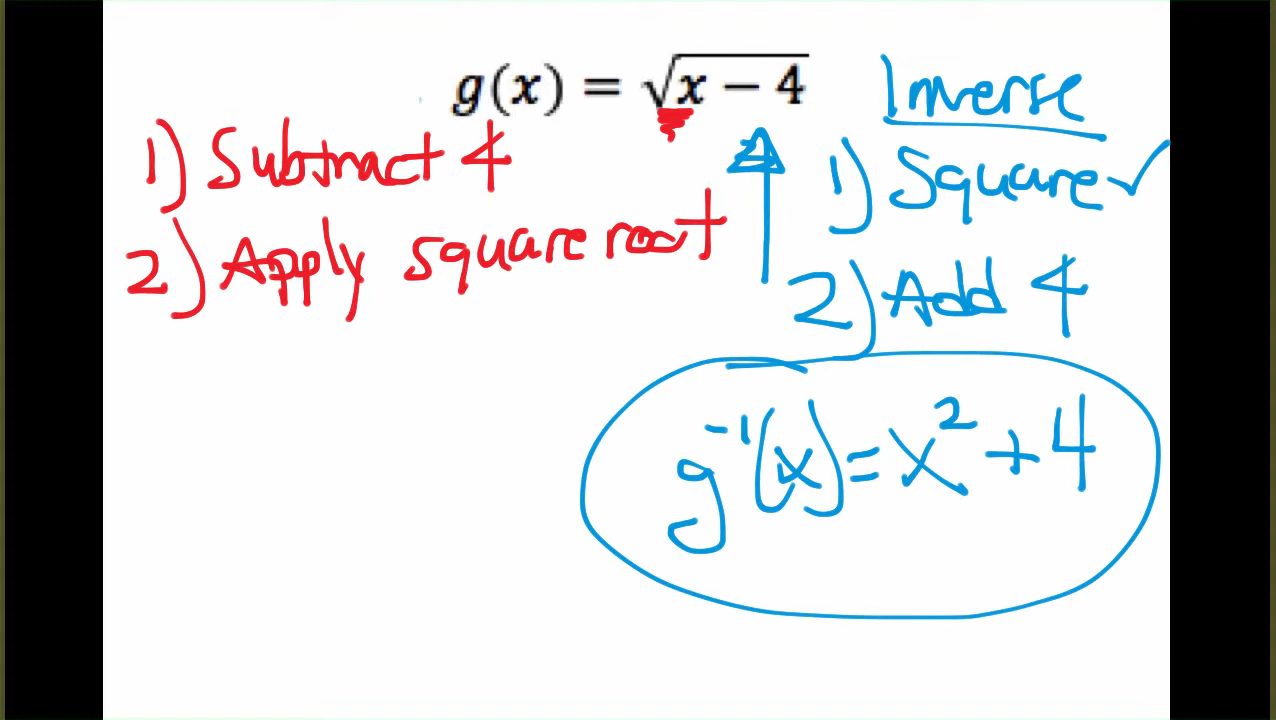 g(x) = √x − 4
1) Subtract 4
2) Apply square root
Inverse
1) Square ✓
2) Add 4
g⁻¹(x) = x² + 4